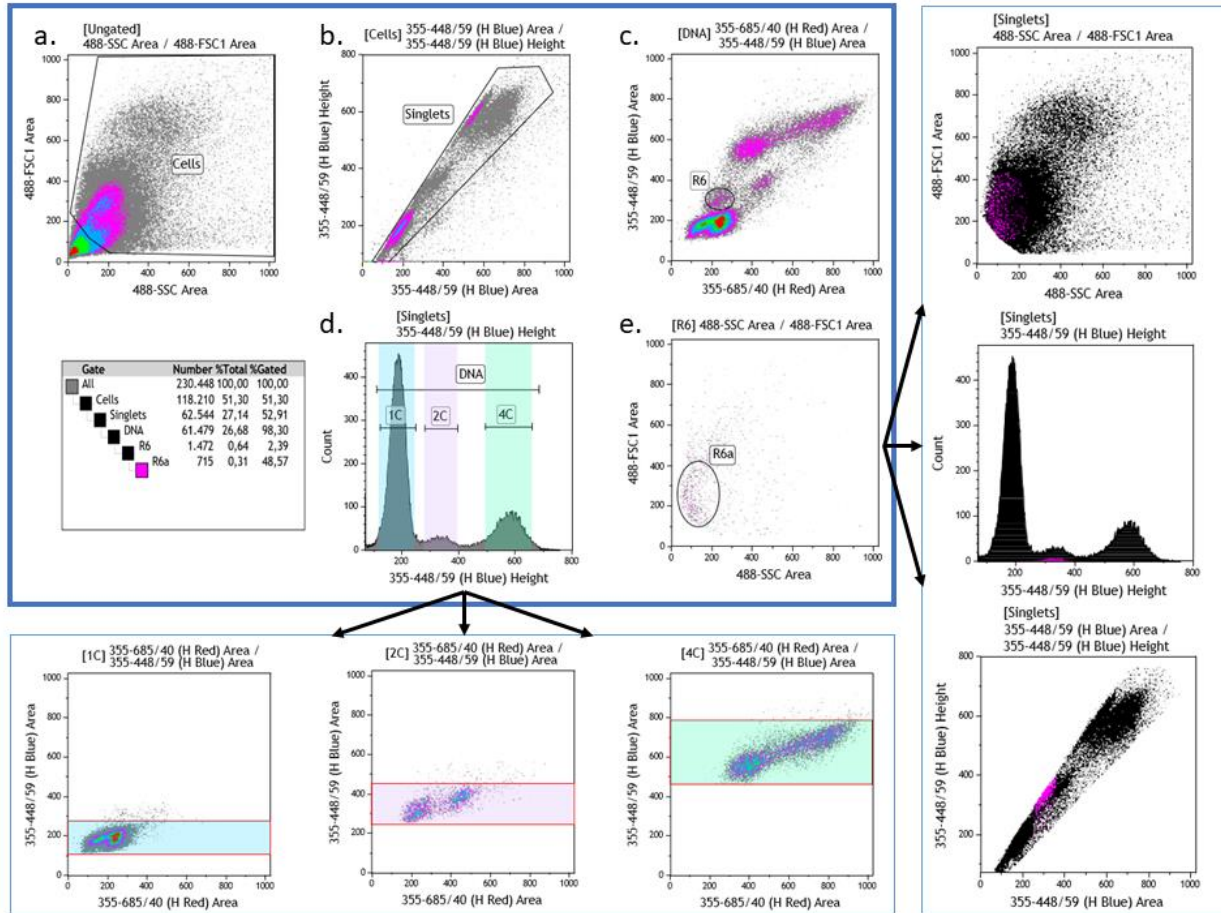 a.
[Ungated]
488-SSC Area / 488-FSC1 Area
1000
800
600
400
200
0
488-FSC1 Area
Cells
0 200 400 600 800 1000
488-SSC Area
b.
[Cells] 355-448/59 (H Blue) Area /
355-448/59 (H Blue) Height
800
600
400
200
355-448/59 (H Blue) Height
Singlets
200 400 600 800 1000
355-448/59 (H Blue) Area
c.
[DNA] 355-685/40 (H Red) Area /
355-448/59 (H Blue) Area
1000
800
600
400
200
0
355-448/59 (H Blue) Area
R6
0 200 400 600 800 1000
355-685/40 (H Red) Area
[Singlets]
488-SSC Area / 488-FSC1 Area
1000
800
600
400
200
0
488-FSC1 Area
0 200 400 600 800 1000
488-SSC Area
Gate Number %Total %Gated
All 230.448 100,00 100,00
Cells 118.210 51,30 51,30
Singlets 62.544 27,14 52,91
DNA 61.479 26,68 98,30
R6 1.472 0,64 2,39
R6a 715 0,31 48,57
d.
[Singlets]
355-448/59 (H Blue) Height
400
300
200
100
0
Count
DNA
1C 2C 4C
200 400 600 800
355-448/59 (H Blue) Height
e.
[R6] 488-SSC Area / 488-FSC1 Area
1000
800
600
400
200
0
488-FSC1 Area
R6a
0 200 400 600 800 1000
488-SSC Area
[Singlets]
355-448/59 (H Blue) Height
400
300
200
100
0
Count
200 400 600 800
355-448/59 (H Blue) Height
[1C] 355-685/40 (H Red) Area /
355-448/59 (H Blue) Area
1000
800
600
400
200
0
355-448/59 (H Blue) Area
0 200 400 600 800 1000
355-685/40 (H Red) Area
[2C] 355-685/40 (H Red) Area /
355-448/59 (H Blue) Area
1000
800
600
400
200
0
355-448/59 (H Blue) Area
0 200 400 600 800 1000
355-685/40 (H Red) Area
[4C] 355-685/40 (H Red) Area /
355-448/59 (H Blue) Area
1000
800
600
400
200
0
355-448/59 (H Blue) Area
0 200 400 600 800 1000
355-685/40 (H Red) Area
[Singlets]
355-448/59 (H Blue) Area /
355-448/59 (H Blue) Height
800
600
400
200
355-448/59 (H Blue) Height
200 400 600 800 1000
355-448/59 (H Blue) Area